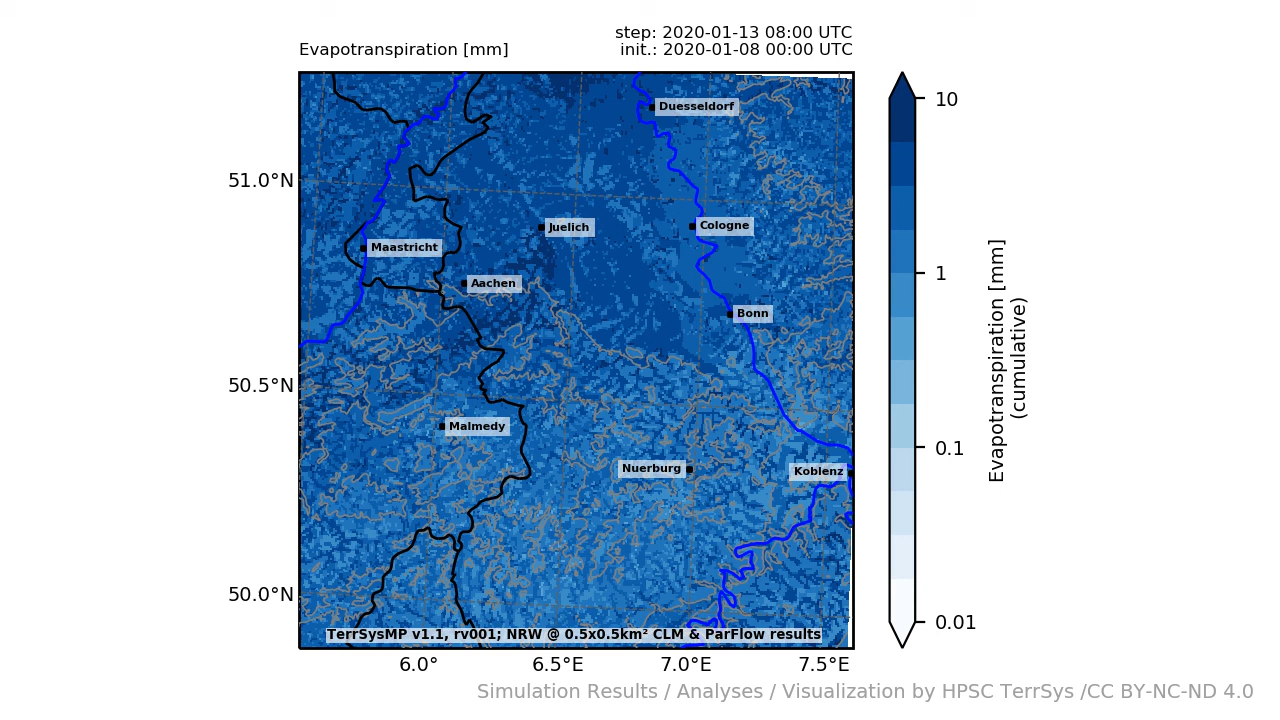 step: 2020-01-13 08:00 UTC
Evapotranspiration [mm]
init.: 2020-01-08 00:00 UTC
Duesseldorf
10
51.0°N
Juelich
Cologne
Maastricht
1
Aachen
Bonn
Evapotranspiration [mm]
(cumulative)
50.5°N
Malmedy
0.1
Nuerburg
Koblenz
50.0°N
0.01
TerrSysMP v1.1, rv001; NRW @ 0.5x0.5km² CLM & ParFlow results
6.0°
6.5°E
7.0°E
7.5°E
Simulation Results / Analyses / Visualization by HPSC TerrSys /CC BY-NC-ND 4.0